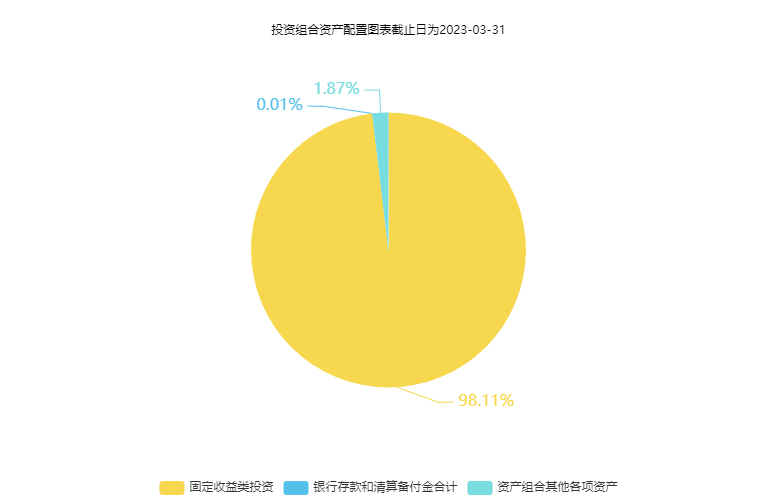 投资组合资产配置图表截止日为2023-03-31
1.87%
0.01%
98.11%
固定收益类投资 银行存款和清算备付金合计 资产组合其他各项资产